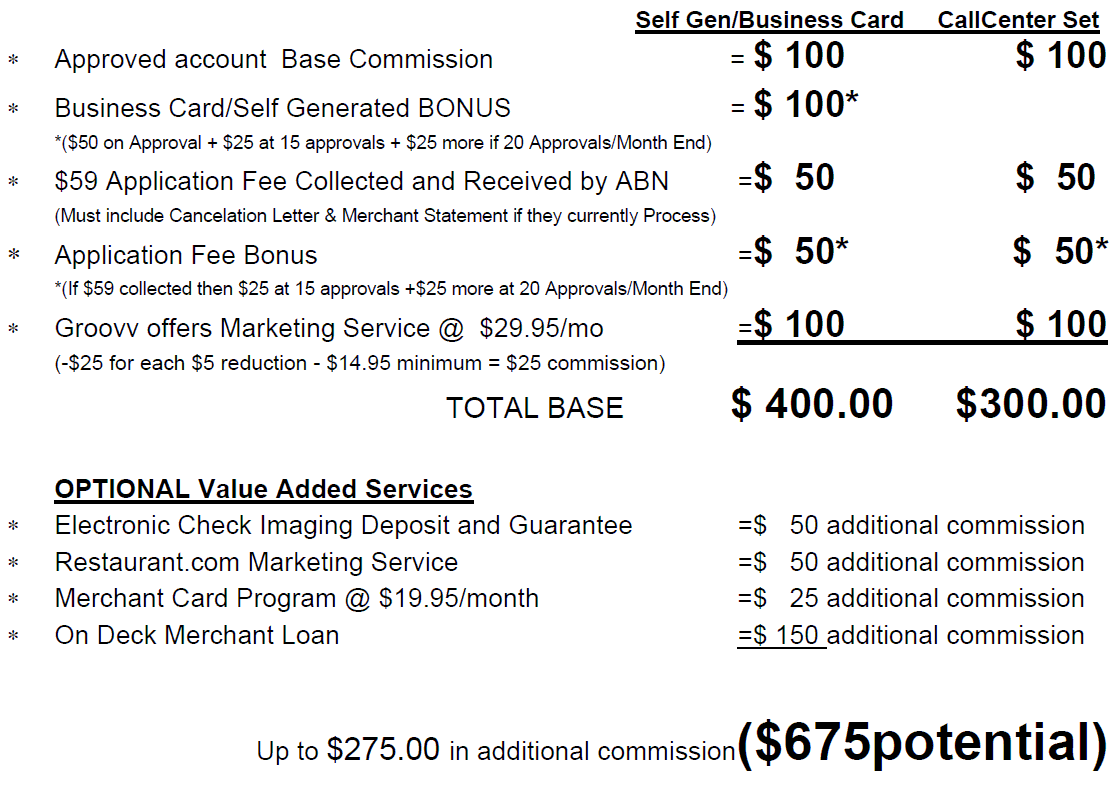 Self Gen/Business Card CallCenter Set
* Approved account Base Commission = $ 100 $ 100
* Business Card/Self Generated BONUS = $ 100*
*($50 on Approval + $25 at 15 approvals + $25 more if 20 Approvals/Month End)
* $59 Application Fee Collected and Received by ABN =$ 50 $ 50
(Must include Cancelation Letter & Merchant Statement if they currently Process)
* Application Fee Bonus =$ 50* $ 50*
*(If $59 collected then $25 at 15 approvals +$25 more at 20 Approvals/Month End)
* Groovv offers Marketing Service @ $29.95/mo =$ 100 $ 100
(-$25 for each $5 reduction - $14.95 minimum = $25 commission)
TOTAL BASE $ 400.00 $300.00
OPTIONAL Value Added Services
* Electronic Check Imaging Deposit and Guarantee =$ 50 additional commission
* Restaurant.com Marketing Service =$ 50 additional commission
* Merchant Card Program @ $19.95/month =$ 25 additional commission
* On Deck Merchant Loan =$ 150 additional commission
Up to $275.00 in additional commission($675potential)